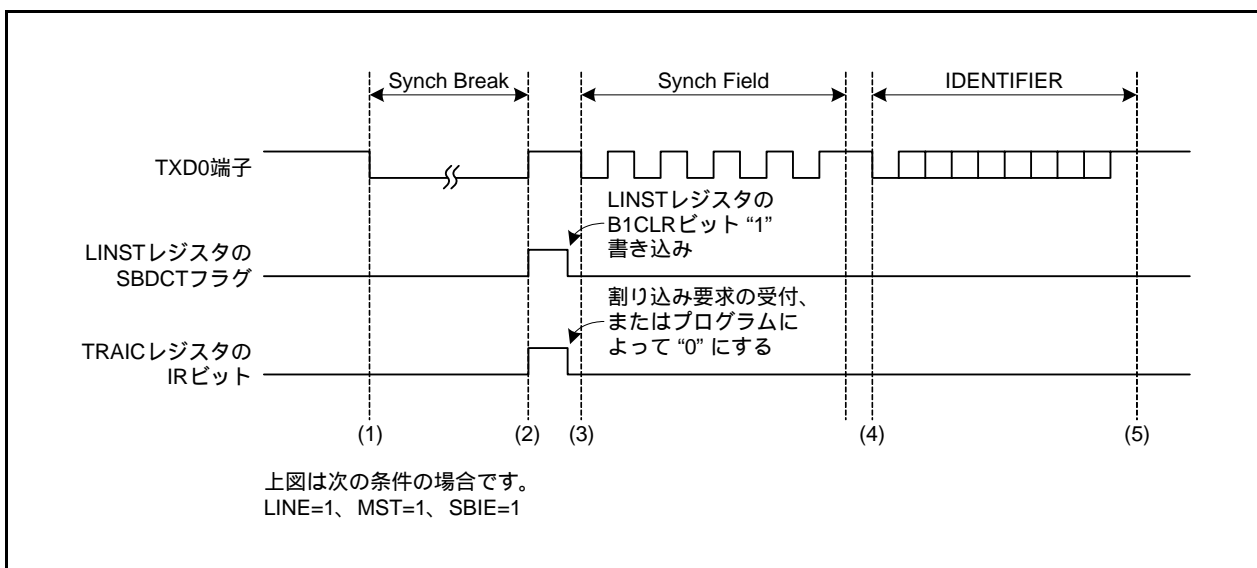 Synch Break
Synch Field
IDENTIFIER
TXD0端子
LINSTレジスタの
B1CLRビット “1”
書き込み
LINSTレジスタの
SBDCTフラグ
割り込み要求の受付、
またはプログラムに
よって “0” にする
TRAICレジスタの
IRビット
(1)
(2)
(3)
(4)
(5)
上図は次の条件の場合です。
LINE=1、MST=1、SBIE=1